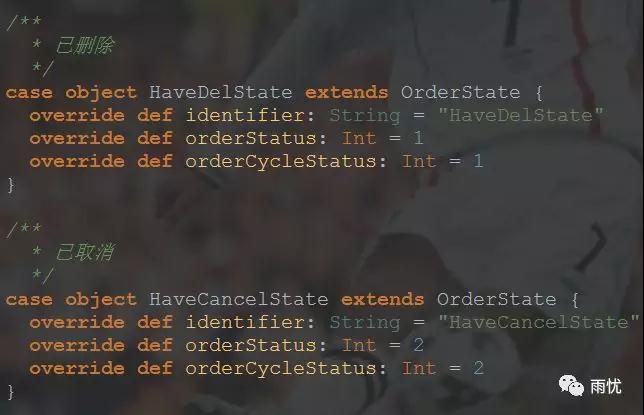 /**
 * 已删除
 */
case object HaveDelState extends OrderState {
  override def identifier: String = "HaveDelState"
  override def orderStatus: Int = 1
  override def orderCycleStatus: Int = 1
}
/**
 * 已取消
 */
case object HaveCancelState extends OrderState {
  override def identifier: String = "HaveCancelState"
  override def orderStatus: Int = 2
  override def orderCycleStatus: Int = 2
}
雨忧